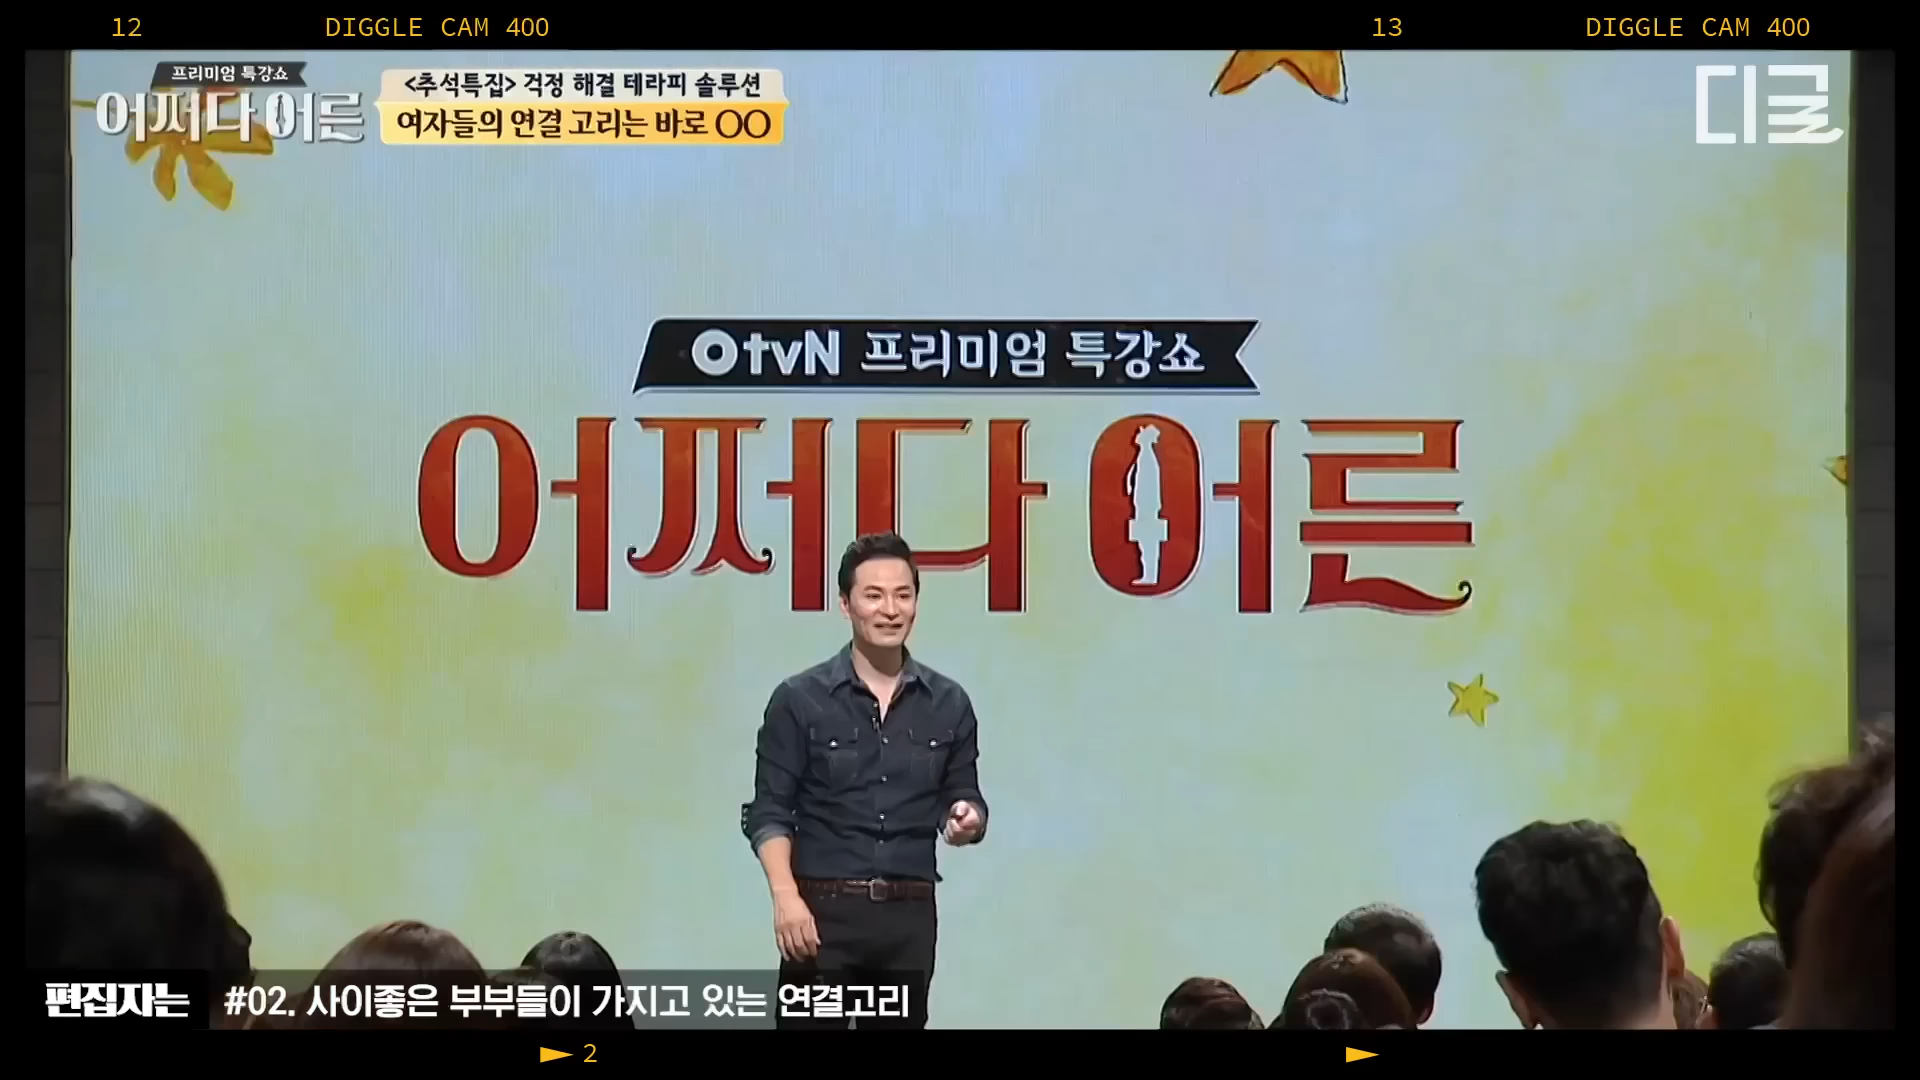 12
DIGGLE CAM 400
13
DIGGLE CAM 400
프리미엄 특강쇼
어쩌다 어른
<추석특집> 걱정 해결 테라피 솔루션
여자들의 연결 고리는 바로 OO
디글
OtvN 프리미엄 특강쇼
어쩌다 어른
편집자는
#02. 사이좋은 부부들이 가지고 있는 연결고리
2